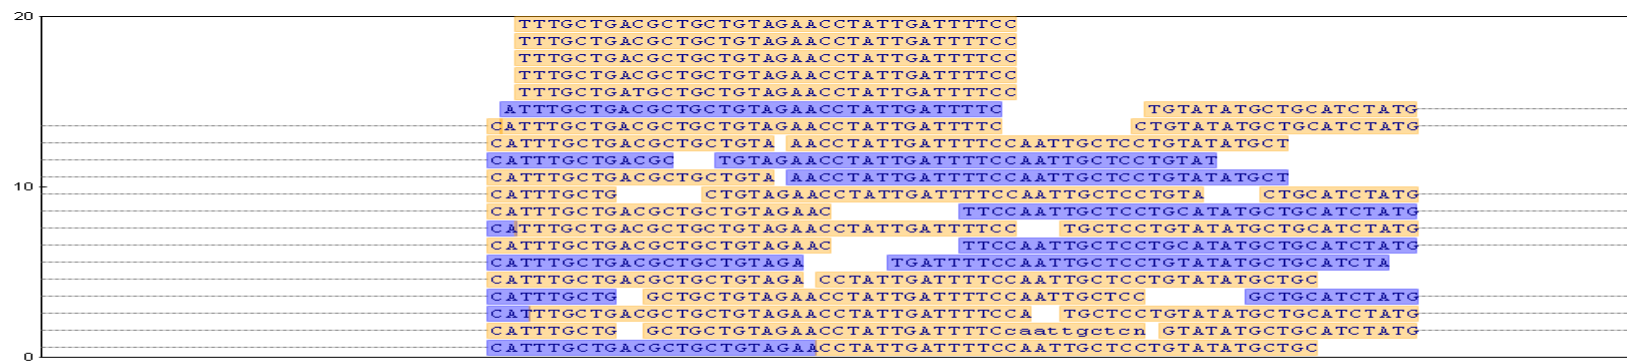 20
TTTGCTGACGCTGCTGTAGAACCTATTGATTTTCC
TTTGCTGACGCTGCTGTAGAACCTATTGATTTTCC
TTTGCTGACGCTGCTGTAGAACCTATTGATTTTCC
TTTGCTGACGCTGCTGTAGAACCTATTGATTTTCC
TTTGCTGATGCTGCTGTAGAACCTATTGATTTTCC
ATTTGCTGACGCTGCTGTAGAACCTATTGATTTTC TGTATATGCTGCATCTATG
CATTTGCTGACGCTGCTGTAGAACCTATTGATTTTC CTGTATATGCTGCATCTATG
CATTTGCTGACGCTGCTGTA AACCTATTGATTTTCCAATTGCTCCTGTATATGCT
CATTTGCTGACGC TGTAGAACCTATTGATTTTCCAATTGCTCCTGTAT
CATTTGCTGACGCTGCTGTA AACCTATTGATTTTCCAATTGCTCCTGTATATGCT
10
CATTTGCTG CTGTAGAACCTATTGATTTTCCAATTGCTCCTGTA CTGCATCTATG
CATTTGCTGACGCTGCTGTAGAAC TTCCAATTGCTCCTGCATATGCTGCATCTATG
CATTTGCTGACGCTGCTGTAGAACCTATTGATTTTCC TGCTCCTGTATATGCTGCATCTATG
CATTTGCTGACGCTGCTGTAGAAC TTCCAATTGCTCCTGCATATGCTGCATCTATG
CATTTGCTGACGCTGCTGTAGA TGATTTTCCAATTGCTCCTGTATATGCTGCATCTA
CATTTGCTGACGCTGCTGTAGA CCTATTGATTTTCCAATTGCTCCTGTATATGCTGC
CATTTGCTG GCTGCTGTAGAACCTATTGATTTTCCAATTGCTCC GCTGCATCTATG
CATTTGCTGACGCTGCTGTAGAACCTATTGATTTTCCA TGCTCCTGTATATGCTGCATCTATG
CATTTGCTG GCTGCTGTAGAACCTATTGATTTTCcaattgctcn GTATATGCTGCATCTATG
CATTTGCTGACGCTGCTGTAGAACCTATTGATTTTCCAATTGCTCCTGTATATGCTGC
0